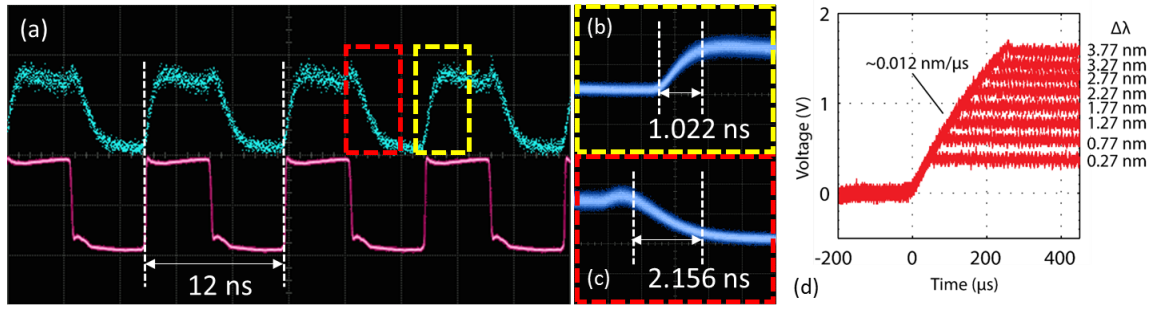 (a)
12 ns
(b)
1.022 ns
(c)
2.156 ns
(d)
Voltage (V)
2
1
0
-200
0
200
400
Time (µs)
~0.012 nm/µs
Δλ
3.77 nm
3.27 nm
2.77 nm
2.27 nm
1.77 nm
1.27 nm
0.77 nm
0.27 nm